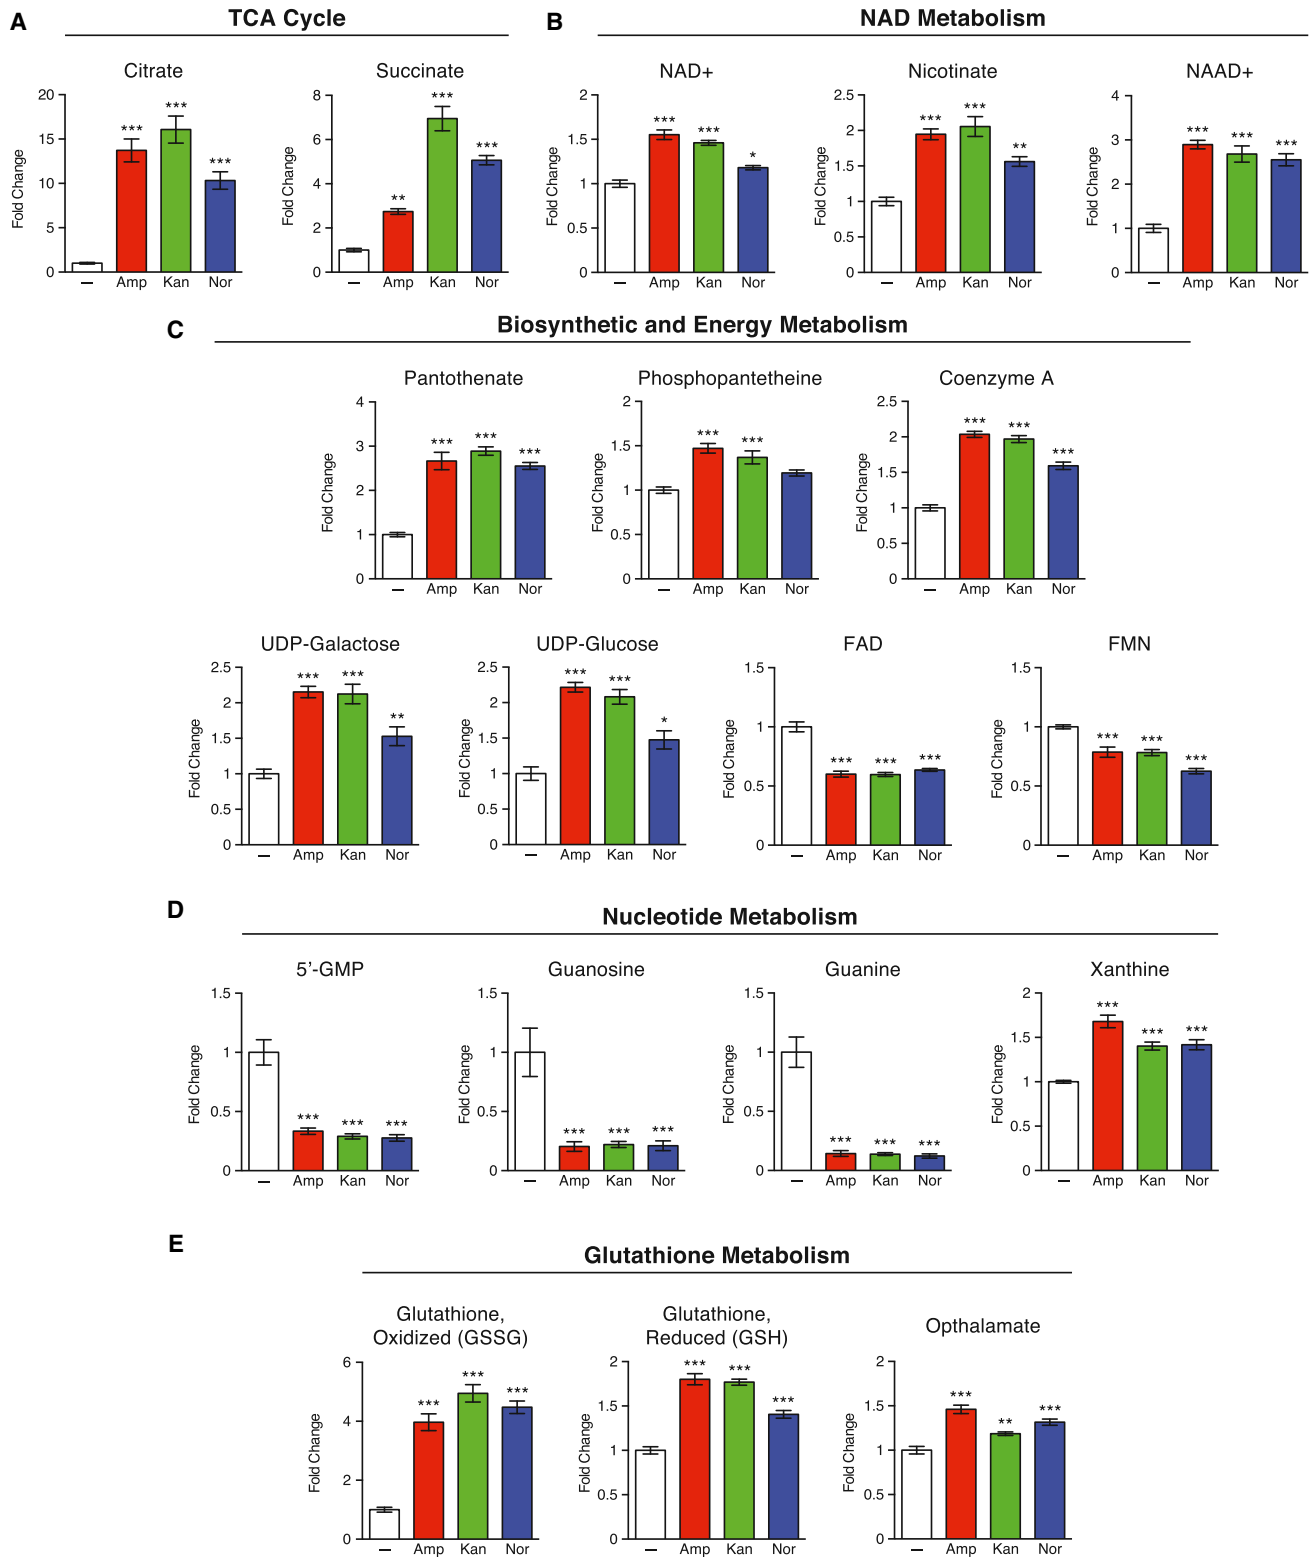 A TCA Cycle
B NAD Metabolism
Citrate
Fold Change
20
15
10
5
0
***
***
***
– Amp Kan Nor
Succinate
Fold Change
8
6
4
2
0
**
***
***
– Amp Kan Nor
NAD+
Fold Change
2
1.5
1
0.5
0
***
***
*
– Amp Kan Nor
Nicotinate
Fold Change
2.5
2
1.5
1
0.5
0
***
***
**
– Amp Kan Nor
NAAD+
Fold Change
4
3
2
1
0
***
***
***
– Amp Kan Nor
C Biosynthetic and Energy Metabolism
Pantothenate
Fold Change
4
3
2
1
0
***
***
***
– Amp Kan Nor
Phosphopantetheine
Fold Change
2
1.5
1
0.5
0
***
***
– Amp Kan Nor
Coenzyme A
Fold Change
2.5
2
1.5
1
0.5
0
***
***
***
– Amp Kan Nor
UDP-Galactose
Fold Change
2.5
2
1.5
1
0.5
0
***
***
**
– Amp Kan Nor
UDP-Glucose
Fold Change
2.5
2
1.5
1
0.5
0
***
***
*
– Amp Kan Nor
FAD
Fold Change
1.5
1
0.5
0
***
***
***
– Amp Kan Nor
FMN
Fold Change
1.5
1
0.5
0
***
***
***
– Amp Kan Nor
D Nucleotide Metabolism
5’-GMP
Fold Change
1.5
1
0.5
0
***
***
***
– Amp Kan Nor
Guanosine
Fold Change
1.5
1
0.5
0
***
***
***
– Amp Kan Nor
Guanine
Fold Change
1.5
1
0.5
0
***
***
***
– Amp Kan Nor
Xanthine
Fold Change
2
1.5
1
0.5
0
***
***
***
– Amp Kan Nor
E Glutathione Metabolism
Glutathione,
Oxidized (GSSG)
Fold Change
6
4
2
0
***
***
***
– Amp Kan Nor
Glutathione,
Reduced (GSH)
Fold Change
2
1.5
1
0.5
0
***
***
***
– Amp Kan Nor
Opthalamate
Fold Change
2
1.5
1
0.5
0
***
**
***
– Amp Kan Nor